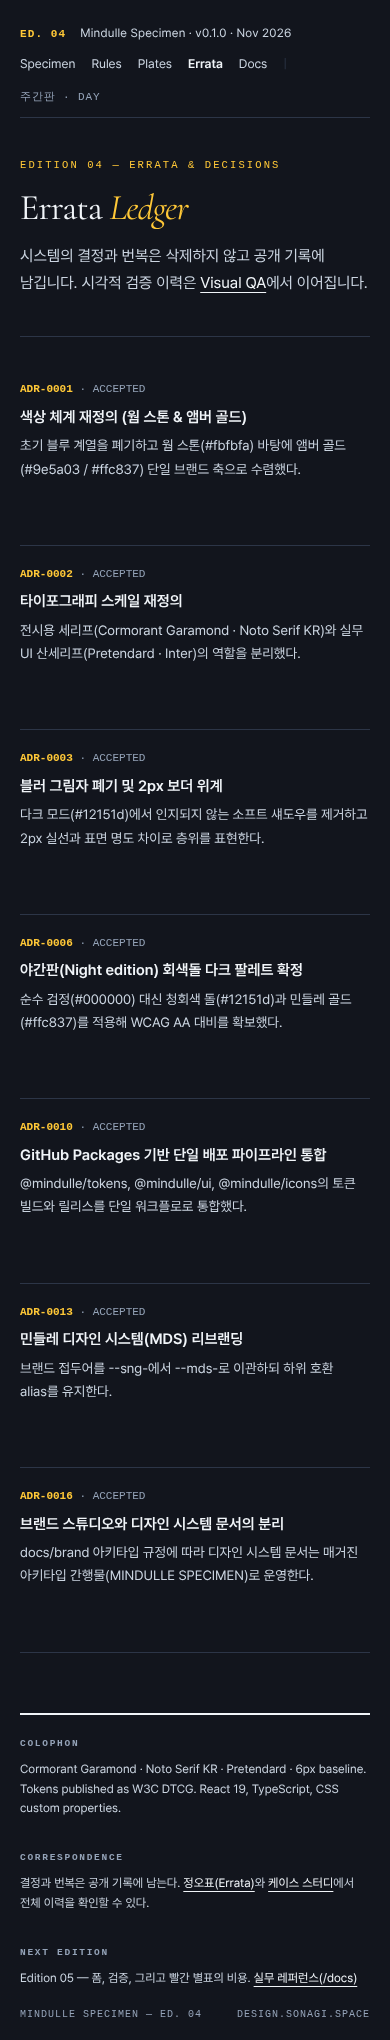 ED. 04 Mindulle Specimen · v0.1.0 · Nov 2026
Specimen Rules Plates Errata Docs
주간판 · DAY
EDITION 04 — ERRATA & DECISIONS
Errata Ledger
시스템의 결정과 번복은 삭제하지 않고 공개 기록에
남깁니다. 시각적 검증 이력은 Visual QA에서 이어집니다.
ADR-0001 · ACCEPTED
색상 체계 재정의 (웜 스톤 & 앰버 골드)
초기 블루 계열을 폐기하고 웜 스톤(#fbfbfa) 바탕에 앰버 골드
(#9e5a03 / #ffc837) 단일 브랜드 축으로 수렴했다.
ADR-0002 · ACCEPTED
타이포그래피 스케일 재정의
전시용 세리프(Cormorant Garamond · Noto Serif KR)와 실무
UI 산세리프(Pretendard · Inter)의 역할을 분리했다.
ADR-0003 · ACCEPTED
블러 그림자 폐기 및 2px 보더 위계
다크 모드(#12151d)에서 인지되지 않는 소프트 섀도우를 제거하고
2px 실선과 표면 명도 차이로 층위를 표현한다.
ADR-0006 · ACCEPTED
야간판(Night edition) 회색돌 다크 팔레트 확정
순수 검정(#000000) 대신 청회색 돌(#12151d)과 민들레 골드
(#ffc837)를 적용해 WCAG AA 대비를 확보했다.
ADR-0010 · ACCEPTED
GitHub Packages 기반 단일 배포 파이프라인 통합
@mindulle/tokens, @mindulle/ui, @mindulle/icons의 토큰
빌드와 릴리스를 단일 워크플로로 통합했다.
ADR-0013 · ACCEPTED
민들레 디자인 시스템(MDS) 리브랜딩
브랜드 접두어를 --sng-에서 --mds-로 이관하되 하위 호환
alias를 유지한다.
ADR-0016 · ACCEPTED
브랜드 스튜디오와 디자인 시스템 문서의 분리
docs/brand 아키타입 규정에 따라 디자인 시스템 문서는 매거진
아키타입 간행물(MINDULLE SPECIMEN)로 운영한다.
COLOPHON
Cormorant Garamond · Noto Serif KR · Pretendard · 6px baseline.
Tokens published as W3C DTCG. React 19, TypeScript, CSS
custom properties.
CORRESPONDENCE
결정과 번복은 공개 기록에 남는다. 정오표(Errata)와 케이스 스터디에서
전체 이력을 확인할 수 있다.
NEXT EDITION
Edition 05 — 폼, 검증, 그리고 빨간 별표의 비용. 실무 레퍼런스(/docs)
MINDULLE SPECIMEN — ED. 04 DESIGN.SONAGI.SPACE